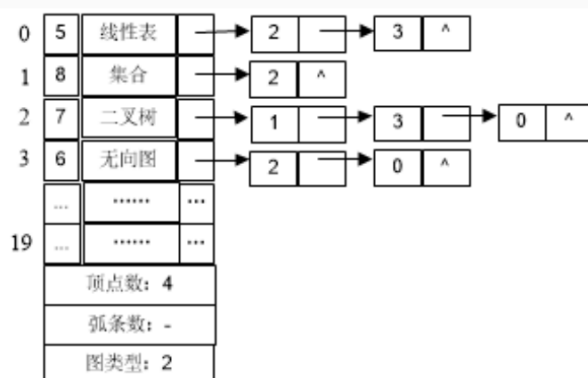 0 5 线性表 2 3 ^
1 8 集合 2 ^
2 7 二叉树 1 3 0 ^
3 6 无向图 2 0 ^
... ...... ...
19 ... ...... ...
顶点数: 4
弧条数: -
图类型: 2